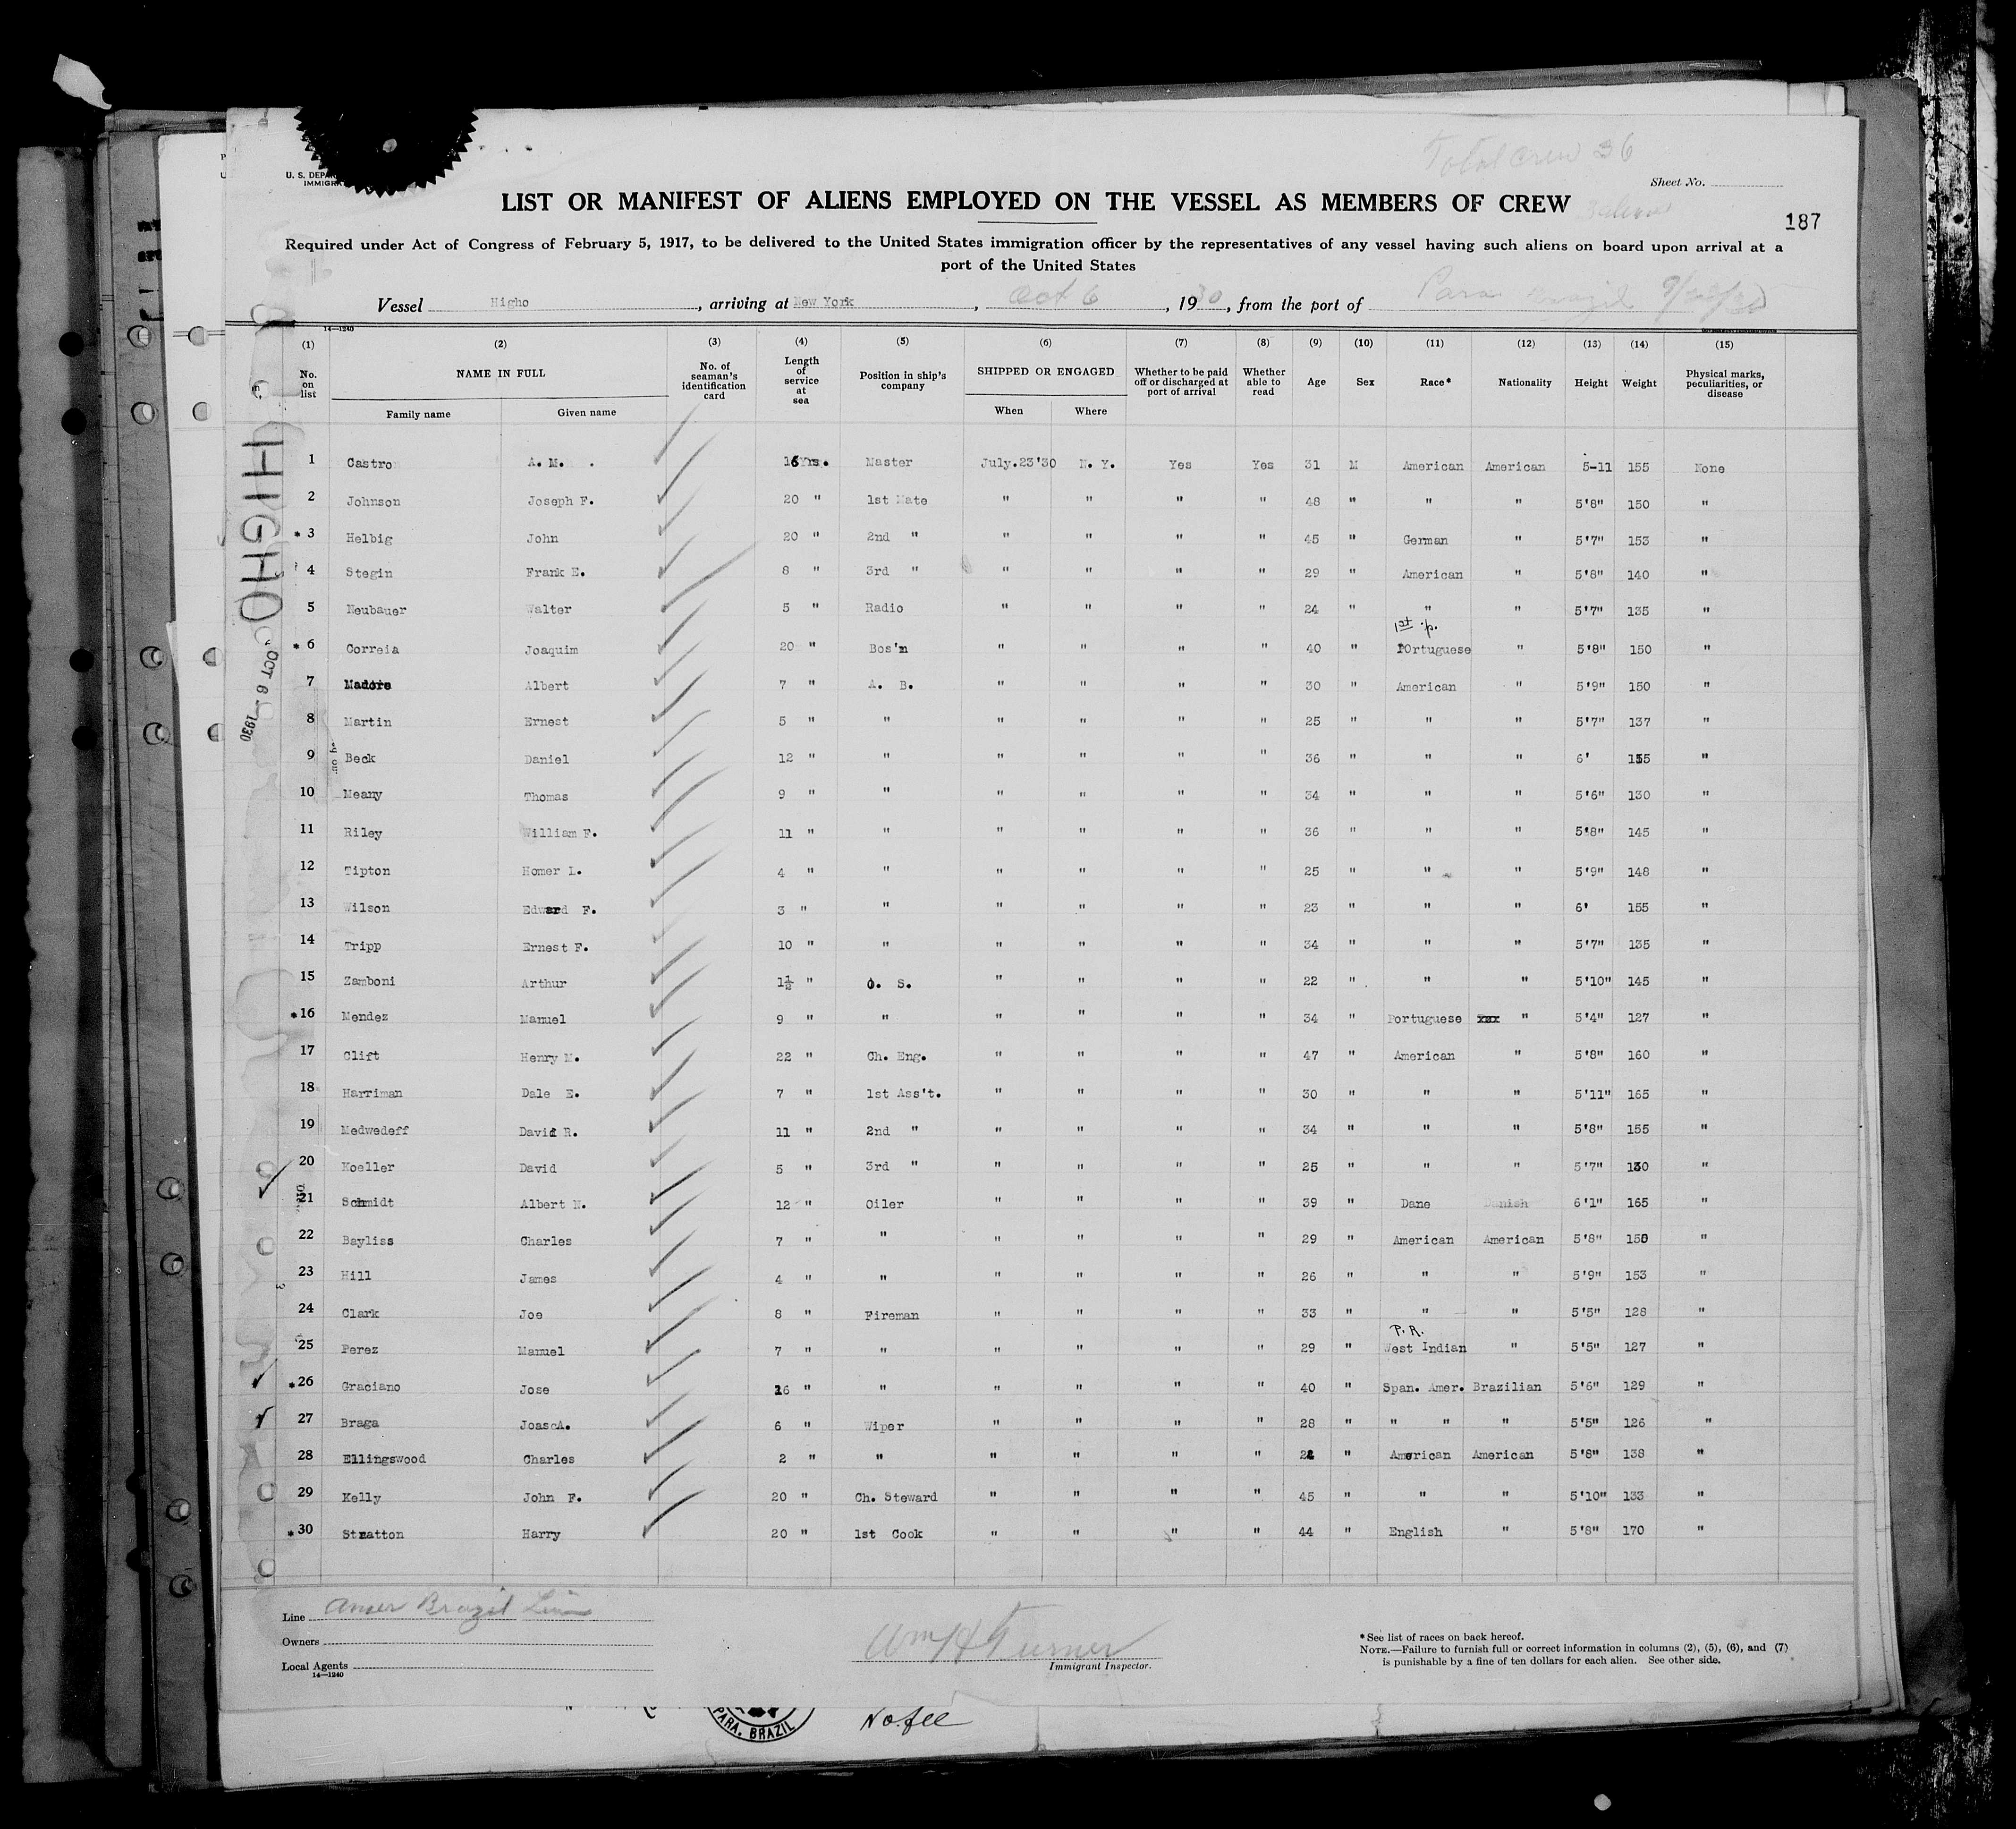 Total Crew 36
U. S. DEPA
IMMIGRA
Sheet No.
LIST OR MANIFEST OF ALIENS EMPLOYED ON THE VESSEL AS MEMBERS OF CREW
187
Required under Act of Congress of February 5, 1917, to be delivered to the United States immigration officer by the representatives of any vessel having such aliens on board upon arrival at a
port of the United States
Vessel Higho, arriving at New York, Oct 6, 1930, from the port of Para Brazil
14—1240
(1) (2) (3) (4) (5) (6) (7) (8) (9) (10) (11) (12) (13) (14) (15)
No. on list NAME IN FULL Family name Given name No. of seaman's identification card Length of service at sea Position in ship's company SHIPPED OR ENGAGED When Where Whether to be paid off or discharged at port of arrival Whether able to read Age Sex Race* Nationality Height Weight Physical marks, peculiarities, or disease
1 Castro A. M. 16 Yrs. Master July.23'30 N. Y. Yes Yes 31 M American American 5-11 155 None
2 Johnson Joseph F. 20 " 1st Mate " " " " 48 " " " 5'8" 150 "
* 3 Helbig John 20 " 2nd " " " " " 45 " German " 5'7" 153 "
4 Stegin Frank E. 8 " 3rd " " " " " 29 " American " 5'8" 140 "
5 Neubauer Walter 5 " Radio " " " " 24 " " " 5'7" 135 "
1st p.
* 6 Correia Joaquim 20 " Bos'n " " " " 40 " POrtuguese " 5'8" 150 "
7 Madore Albert 7 " A. B. " " " " 30 " American " 5'9" 150 "
8 Martin Ernest 5 " " " " " " 25 " " " 5'7" 137 "
9 Beck Daniel 12 " " " " " " 36 " " " 6' 155 "
10 Meany Thomas 9 " " " " " " 34 " " " 5'6" 130 "
11 Riley William F. 11 " " " " " " 36 " " " 5'8" 145 "
12 Tipton Homer L. 4 " " " " " " 25 " " " 5'9" 148 "
13 Wilson Edward F. 3 " " " " " " 23 " " " 6' 155 "
14 Tripp Ernest F. 10 " " " " " " 34 " " " 5'7" 135 "
15 Zamboni Arthur 1½ " O. S. " " " " 22 " " " 5'10" 145 "
*16 Mendez Manuel 9 " " " " " " 34 " Portuguese xxx " 5'4" 127 "
17 Clift Henry M. 22 " Ch. Eng. " " " " 47 " American " 5'8" 160 "
18 Harriman Dale E. 7 " 1st Ass't. " " " " 30 " " " 5'11" 165 "
19 Medwedeff David R. 11 " 2nd " " " " " 34 " " " 5'8" 155 "
20 Koeller David 5 " 3rd " " " " " 25 " " " 5'7" 130 "
21 Schmidt Albert N. 12 " Oiler " " " " 39 " Dane Danish 6'1" 165 "
22 Bayliss Charles 7 " " " " " " 29 " American American 5'8" 150 "
23 Hill James 4 " " " " " " 26 " " " 5'9" 153 "
24 Clark Joe 8 " Fireman " " " " 33 " " " 5'5" 128 "
P.R.
25 Perez Manuel 7 " " " " " " 29 " West Indian " 5'5" 127 "
*26 Graciano Jose 16 " " " " " " 40 " Span. Amer. Brazilian 5'6" 129 "
27 Braga JoascA. 6 " Wiper " " " " 28 " " " " 5'5" 126 "
28 Ellingswood Charles 2 " " " " " " American American 5'8" 138 "
29 Kelly John F. 20 " Ch. Steward " " " " 45 " " " 5'10" 133 "
*30 Stratton Harry 20 " 1st Cook " " " " 44 " English " 5'8" 170 "
HIGHO
OCT 6 - 1930
Line Amer Brazil Line
Owners
Local Agents
14—1240
Wm H Turner
Immigrant Inspector.
* See list of races on back hereof.
NOTE.—Failure to furnish full or correct information in columns (2), (5), (6), and (7)
is punishable by a fine of ten dollars for each alien. See other side.
PARA, BRAZIL
No fee